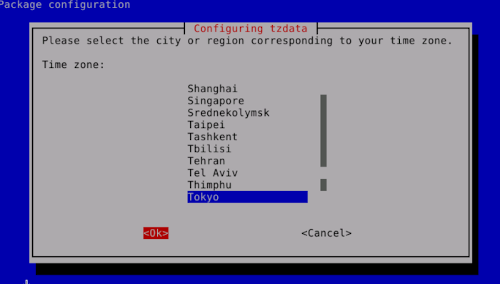 Package configuration
Configuring tzdata
Please select the city or region corresponding to your time zone.
Time zone:
Shanghai
Singapore
Srednekolymsk
Taipei
Tashkent
Tbilisi
Tehran
Tel Aviv
Thimphu
Tokyo
<Ok> <Cancel>